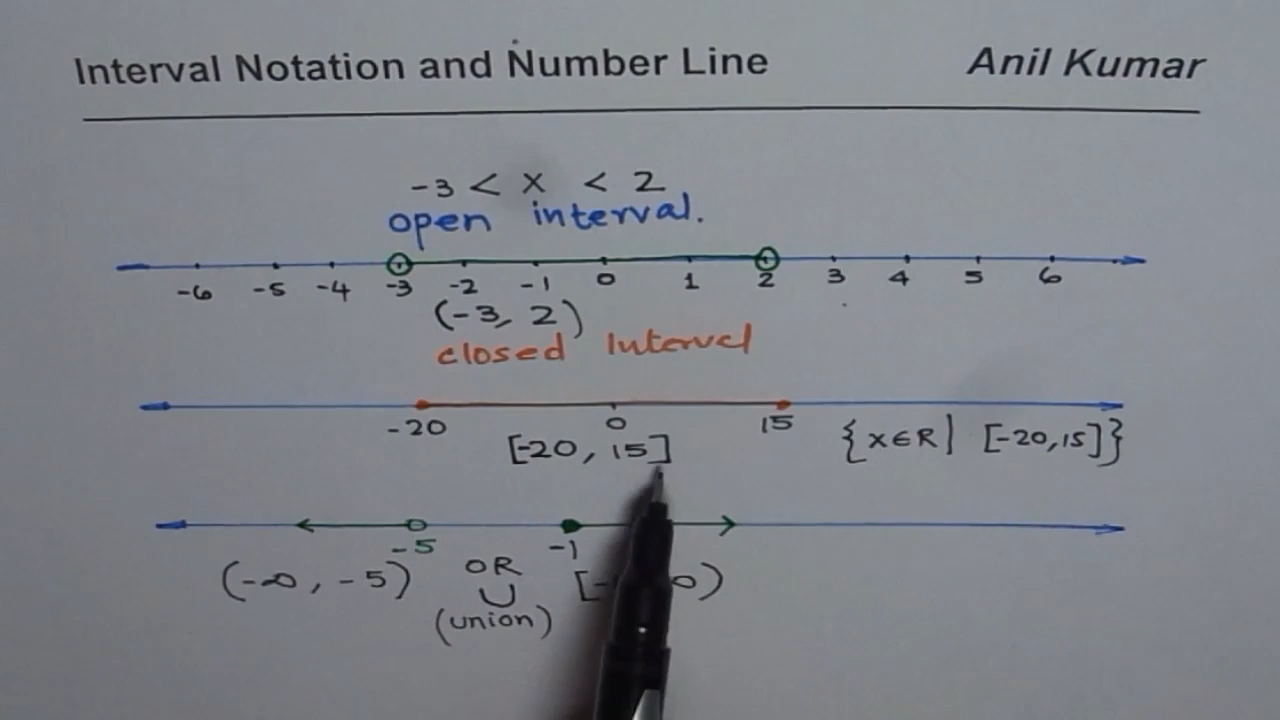 Interval Notation and Number Line Anil Kumar
-3 < x < 2
open interval.
-6 -5 -4 -3 -2 -1 0 1 2 3 4 5 6
(-3, 2)
closed Interval
-20 0 15
[-20, 15] {x∈R| [-20,15]}
-5 -1
(-∞, -5) OR [-
∪
(union)